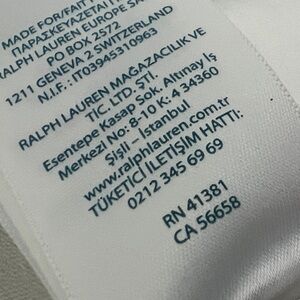 MADE FOR/FAIT
ΠΑΡΑΣΚΕΥΑΖΕΤΑΙ
RALPH LAUREN EUROPE SA
PO BOX 2572
1211 GENEVA 2 SWITZERLAND
N.I.F.: IT03945310963
RALPH LAUREN MAĞAZACILIK VE
TİC. LTD. ŞTİ.
Esentepe Kasap Sok. Altınay İş
Merkezi No: 8-10 K: 4 34360
Şişli - İstanbul
www.ralphlauren.com.tr
TÜKETİCİ İLETİŞİM HATTI:
0212 345 69 69
RN 41381
CA 56658